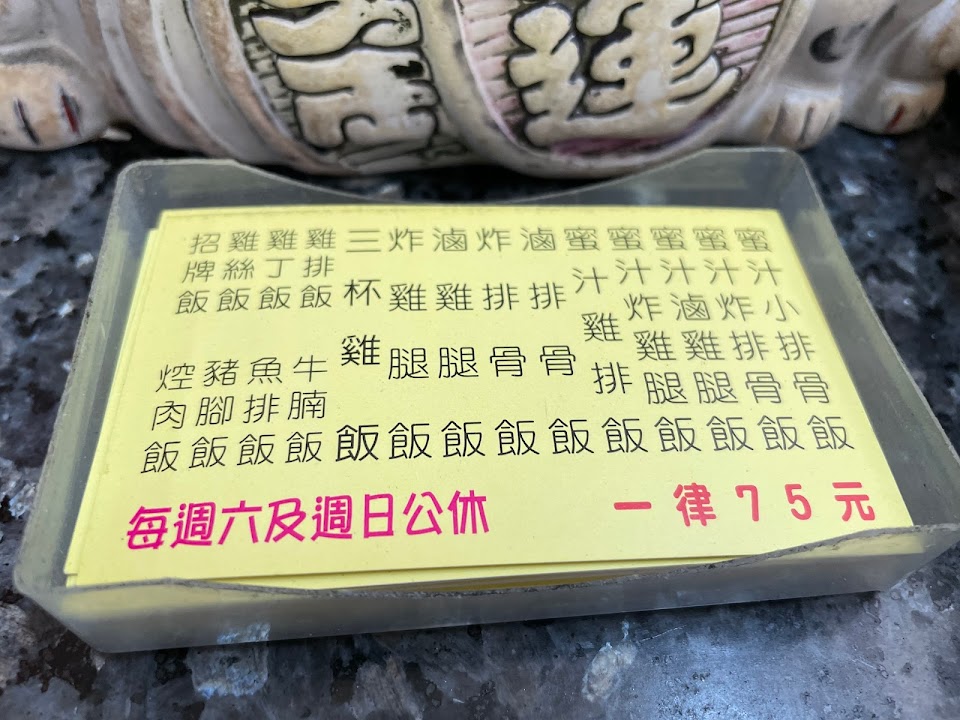 運
招牌飯
雞絲飯
雞丁飯
雞排飯
焢肉飯
豬腳飯
魚排飯
牛腩飯
三杯雞飯
炸雞腿飯
滷雞腿飯
炸排骨飯
滷排骨飯
蜜汁雞排飯
蜜汁炸雞腿飯
蜜汁滷雞腿飯
蜜汁炸排骨飯
蜜汁小排骨飯
每週六及週日公休
一律75元